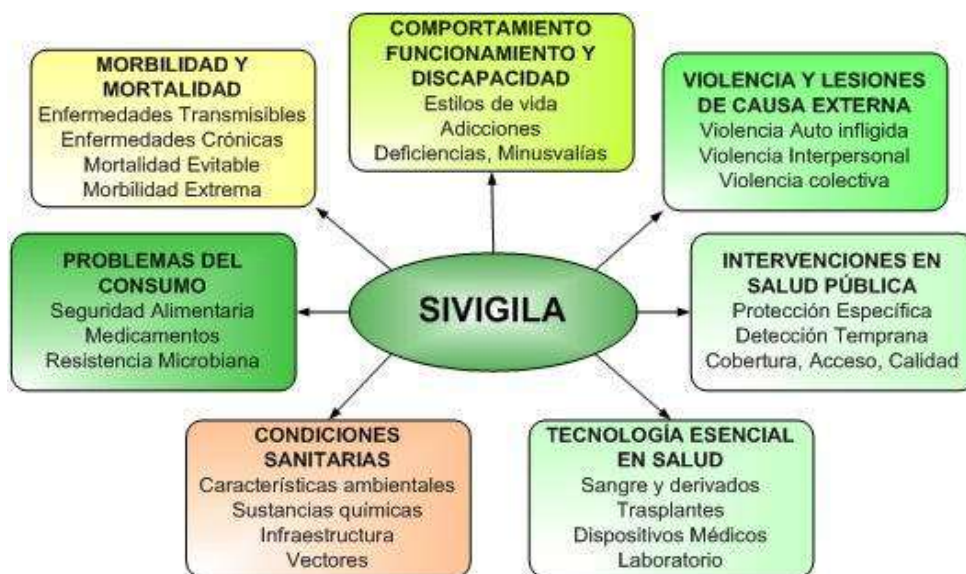 COMPORTAMIENTO
FUNCIONAMIENTO Y
DISCAPACIDAD
Estilos de vida
Adicciones
Deficiencias, Minusvalías
MORBILIDAD Y
MORTALIDAD
Enfermedades Transmisibles
Enfermedades Crónicas
Mortalidad Evitable
Morbilidad Extrema
VIOLENCIA Y LESIONES
DE CAUSA EXTERNA
Violencia Auto infligida
Violencia Interpersonal
Violencia colectiva
PROBLEMAS DEL
CONSUMO
Seguridad Alimentaria
Medicamentos
Resistencia Microbiana
SIVIGILA
INTERVENCIONES EN
SALUD PÚBLICA
Protección Específica
Detección Temprana
Cobertura, Acceso, Calidad
CONDICIONES
SANITARIAS
Características ambientales
Sustancias químicas
Infraestructura
Vectores
TECNOLOGÍA ESENCIAL
EN SALUD
Sangre y derivados
Trasplantes
Dispositivos Médicos
Laboratorio